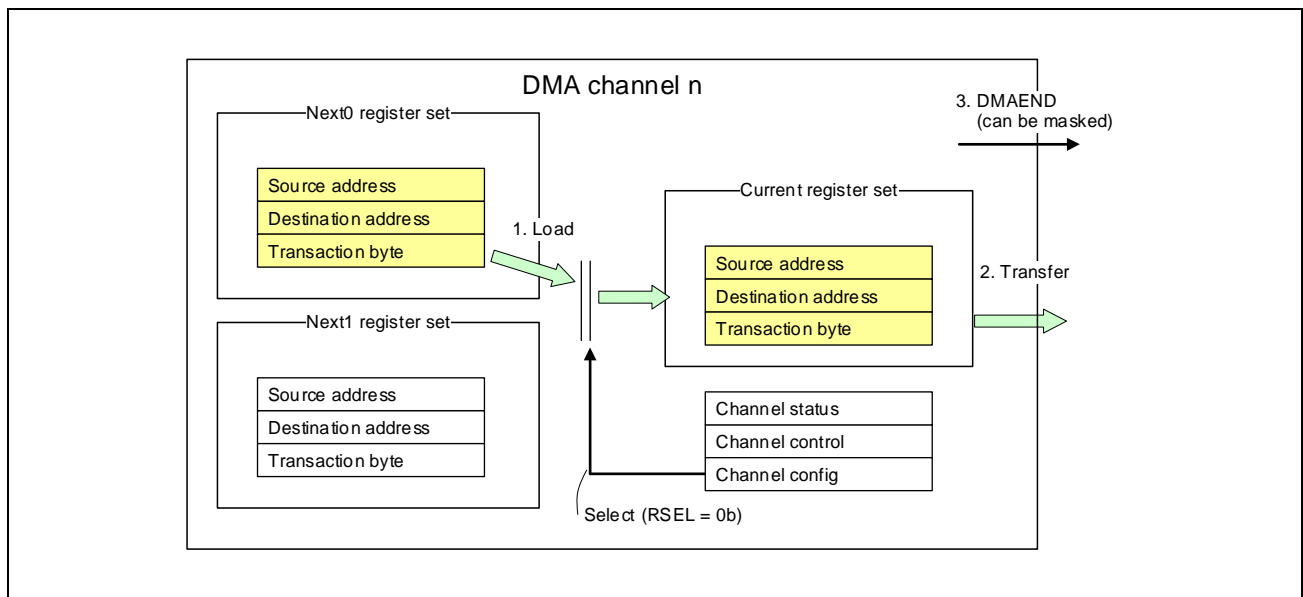 DMA channel n
Next0 register set
Source address
Destination address
Transaction byte
1. Load
Next1 register set
Source address
Destination address
Transaction byte
Select (RSEL = 0b)
Current register set
Source address
Destination address
Transaction byte
Channel status
Channel control
Channel config
2. Transfer
3. DMAEND
(can be masked)